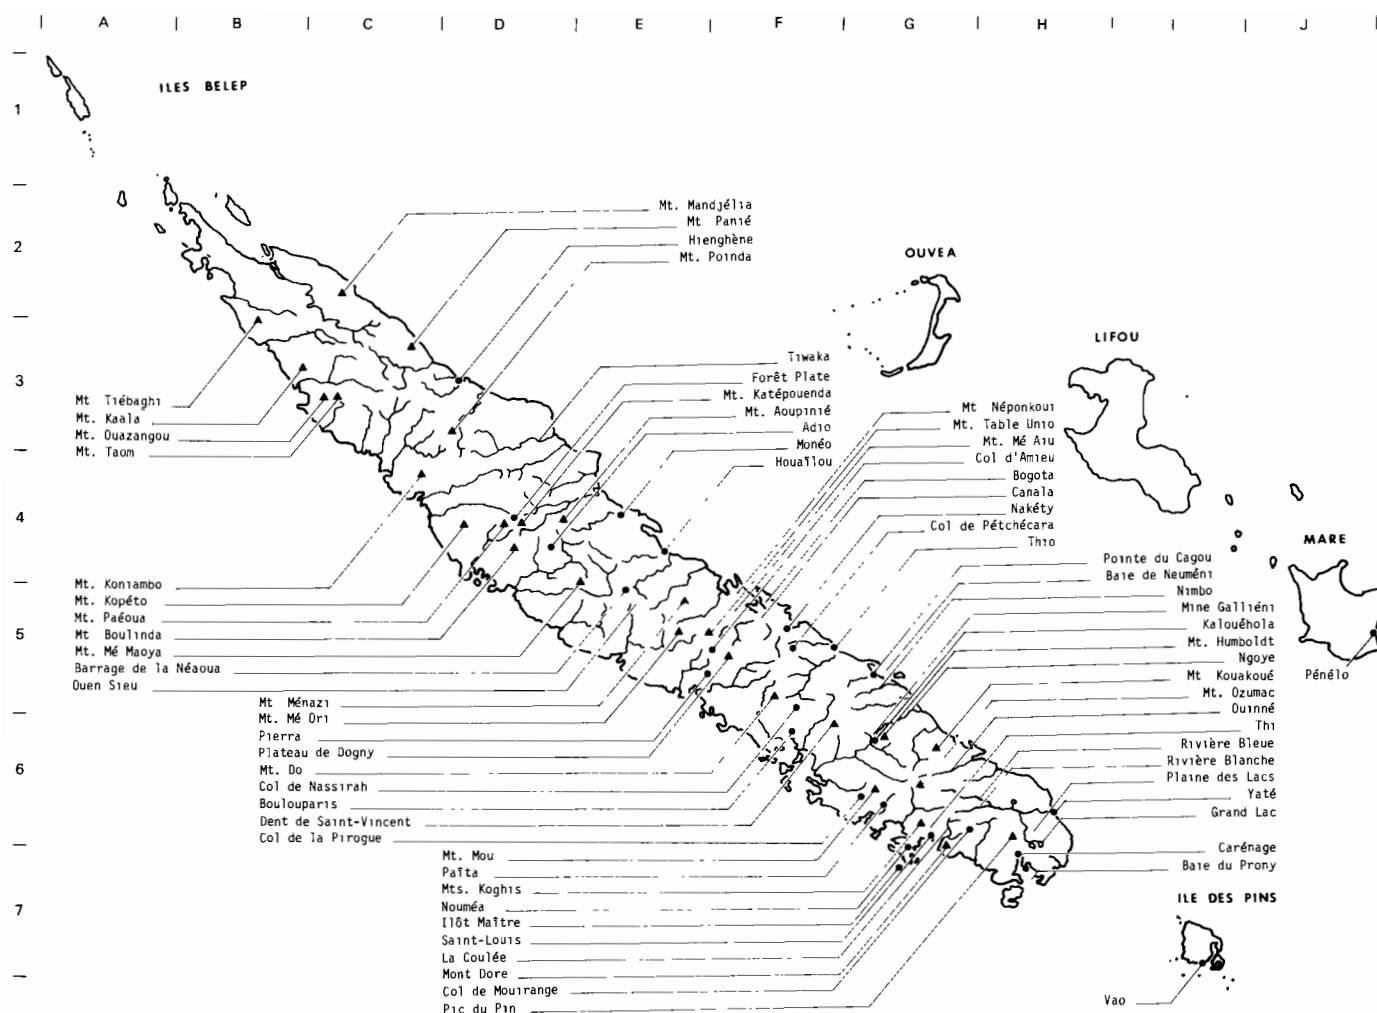 A B C D E F G H I J
1
ILES BELEP
2
Mt. Mandjélia
Mt Panié
Hienghène
Mt. Poinda
OUVEA
LIFOU
3
Tiwaka
Forêt Plate
Mt. Katépouenda
Mt. Aoupinié
Adio
Monéo
Houaïlou
Mt Tiébaghi
Mt. Kaala
Mt. Ouazangou
Mt. Taom
Mt Néponkoui
Mt. Table Unio
Mt. Mé Aiu
Col d'Amieu
Bogota
Canala
Nakéty
Col de Pétchécara
Thio
4
MARE
Pointe du Cagou
Baie de Neuméni
Nimbo
Mine Galliéni
Kalouéhola
Mt. Humboldt
Ngoye
Mt Kouakoué
Mt. Ozumac
Ouinné
Thi
Rivière Bleue
Rivière Blanche
Plaine des Lacs
Yaté
Grand Lac
Carénage
Baie du Prony
Pénélo
Mt. Koniambo
Mt. Kopéto
Mt. Paéoua
Mt Boulinda
Mt. Mé Maoya
Barrage de la Néaoua
Ouen Sieu
5
Mt Ménazi
Mt. Mé Ori
Pierra
Plateau de Dogny
Mt. Do
Col de Nassirah
Boulouparis
Dent de Saint-Vincent
Col de la Pirogue
6
Mt. Mou
Païta
Mts. Koghis
Nouméa
Ilôt Maître
Saint-Louis
La Coulée
Mont Dore
Col de Mouirange
Pic du Pin
7
ILE DES PINS
Vao